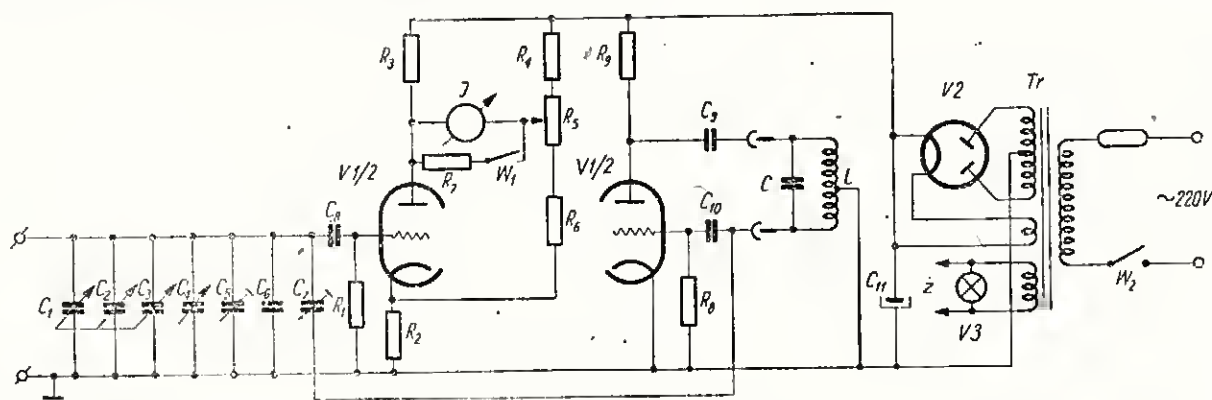 R3
J
R4
R5
R7
W1
R6
V1/2
R9
V1/2
C9
C10
C
L
R8
V2
Tr
~220V
W2
C11
ż
V3
C8
C1
C2
C3
C4
C5
C6
C7
R1
R2